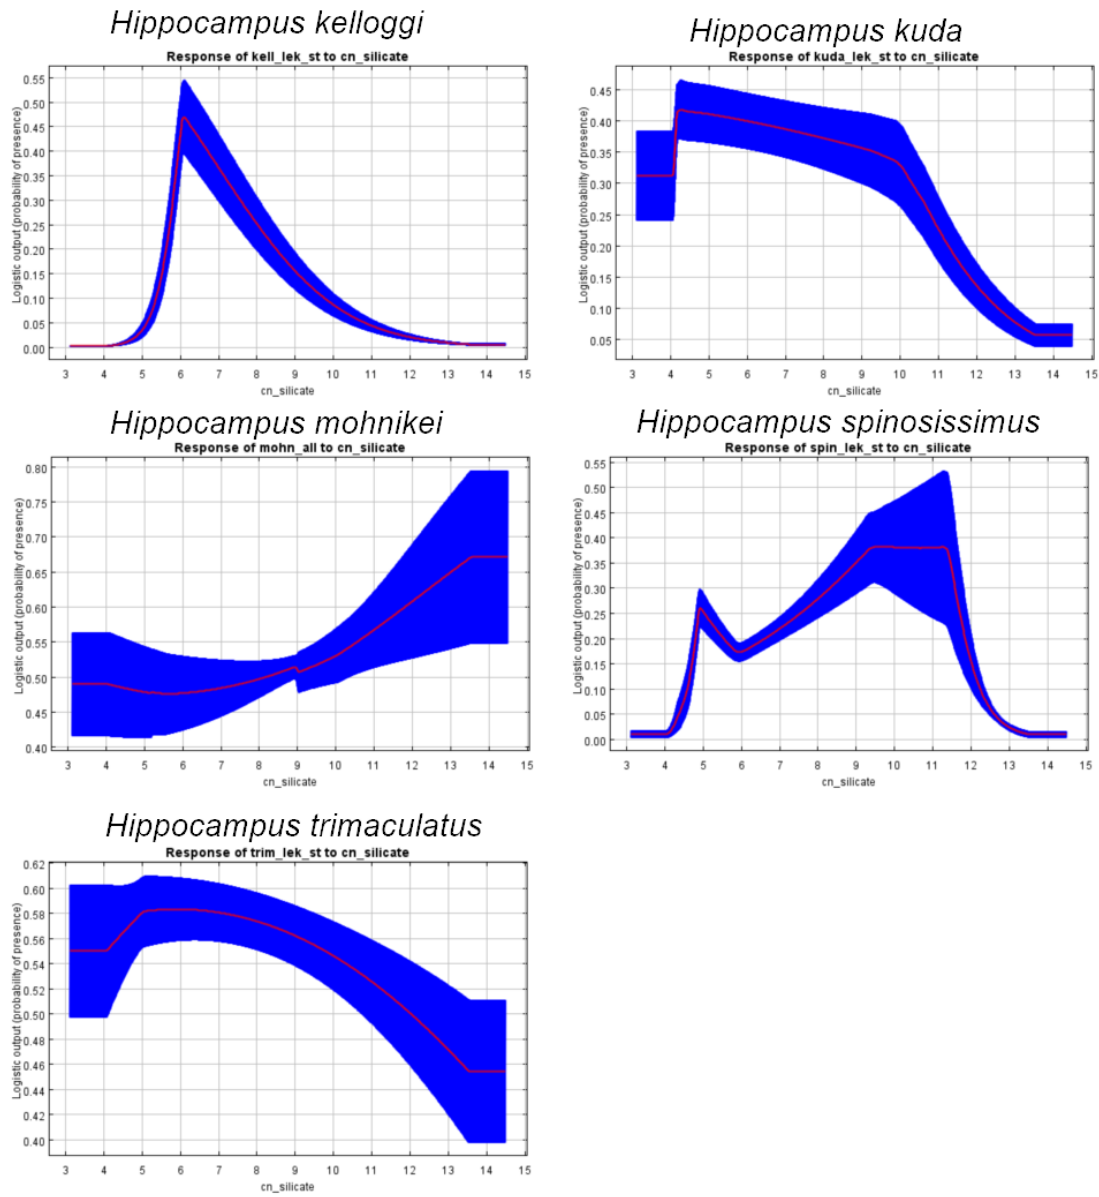 Hippocampus kelloggi
Response of kell_lek_st to cn_silicate
Logistic output (probability of presence)
0.55
0.50
0.45
0.40
0.35
0.30
0.25
0.20
0.15
0.10
0.05
0.00
3 4 5 6 7 8 9 10 11 12 13 14 15
cn_silicate
Hippocampus kuda
Response of kuda_lek_st to cn_silicate
Logistic output (probability of presence)
0.45
0.40
0.35
0.30
0.25
0.20
0.15
0.10
0.05
3 4 5 6 7 8 9 10 11 12 13 14 15
cn_silicate
Hippocampus mohnikei
Response of mohn_all to cn_silicate
Logistic output (probability of presence)
0.80
0.75
0.70
0.65
0.60
0.55
0.50
0.45
0.40
3 4 5 6 7 8 9 10 11 12 13 14 15
cn_silicate
Hippocampus spinosissimus
Response of spin_lek_st to cn_silicate
Logistic output (probability of presence)
0.55
0.50
0.45
0.40
0.35
0.30
0.25
0.20
0.15
0.10
0.05
0.00
3 4 5 6 7 8 9 10 11 12 13 14 15
cn_silicate
Hippocampus trimaculatus
Response of trim_lek_st to cn_silicate
Logistic output (probability of presence)
0.62
0.60
0.58
0.56
0.54
0.52
0.50
0.48
0.46
0.44
0.42
0.40
3 4 5 6 7 8 9 10 11 12 13 14 15
cn_silicate